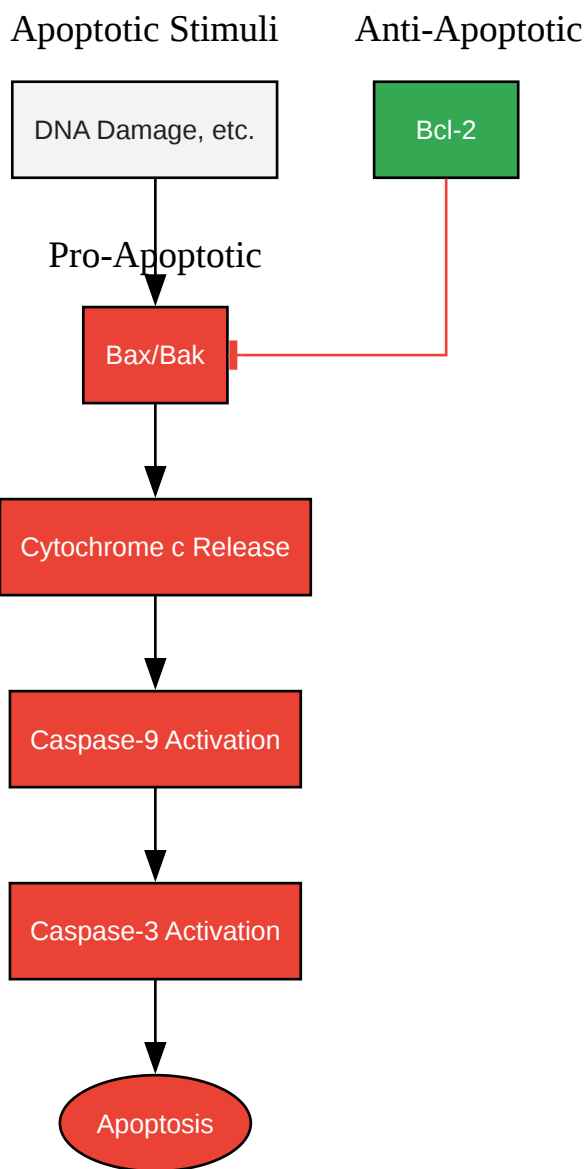 Apoptotic Stimuli
Anti-Apoptotic
DNA Damage, etc.
Bcl-2
Pro-Apoptotic
Bax/Bak
Cytochrome c Release
Caspase-9 Activation
Caspase-3 Activation
Apoptosis